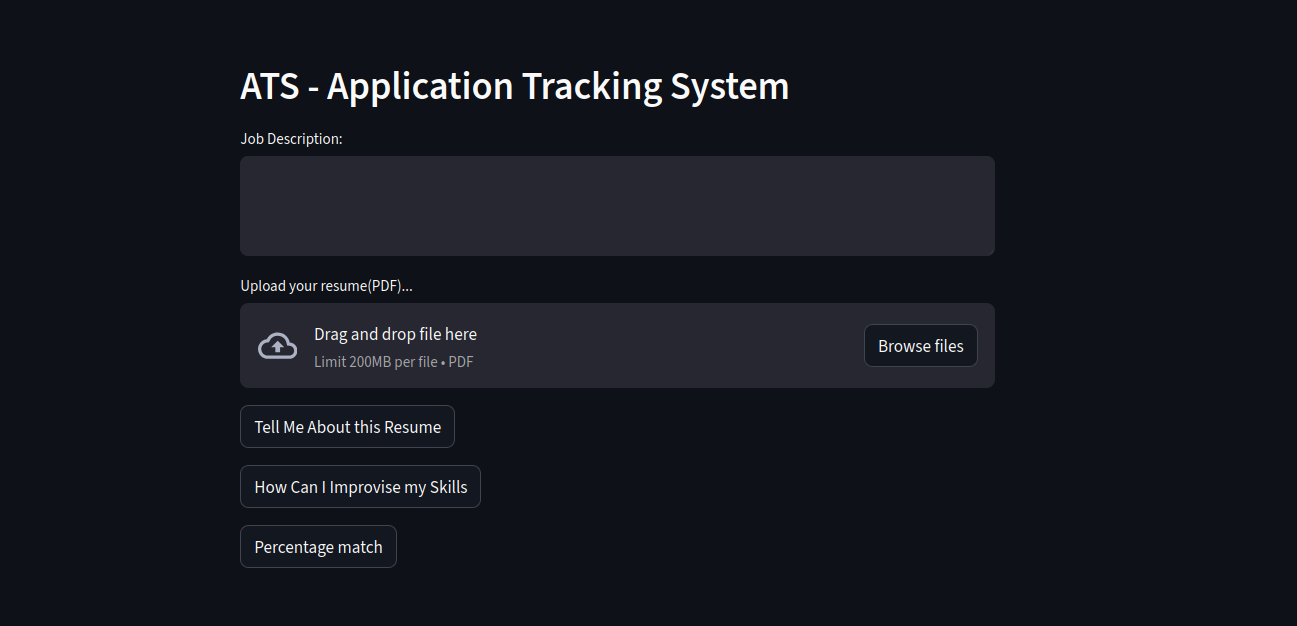 ATS - Application Tracking System
Job Description:
Upload your resume(PDF)...
Drag and drop file here
Limit 200MB per file • PDF
Browse files
Tell Me About this Resume
How Can I Improvise my Skills
Percentage match